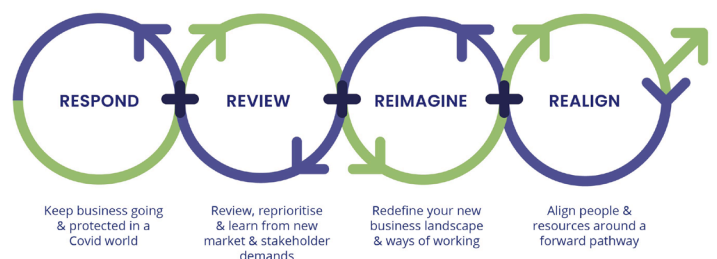 RESPOND
REVIEW
REIMAGINE
REALIGN
Keep business going
& protected in a
Covid world
Review, reprioritise
& learn from new
market & stakeholder
demands
Redefine your new
business landscape
& ways of working
Align people &
resources around a
forward pathway